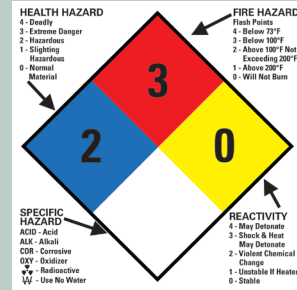 HEALTH HAZARD
4 - Deadly
3 - Extreme Danger
2 - Hazardous
1 - Slighting
Hazardous
0 - Normal
Material
FIRE HAZARD
Flash Points
4 - Below 73°F
3 - Below 100°F
2 - Above 100°F Not
Exceeding 200°F
1 - Above 200°F
0 - Will Not Burn
3
2
0
SPECIFIC
HAZARD
ACID - Acid
ALK - Alkali
COR - Corrosive
OXY - Oxidizer
- Radioactive
W - Use No Water
REACTIVITY
4 - May Detonate
3 - Shock & Heat
May Detonate
2 - Violent Chemical
Change
1 - Unstable If Heated
0 - Stable